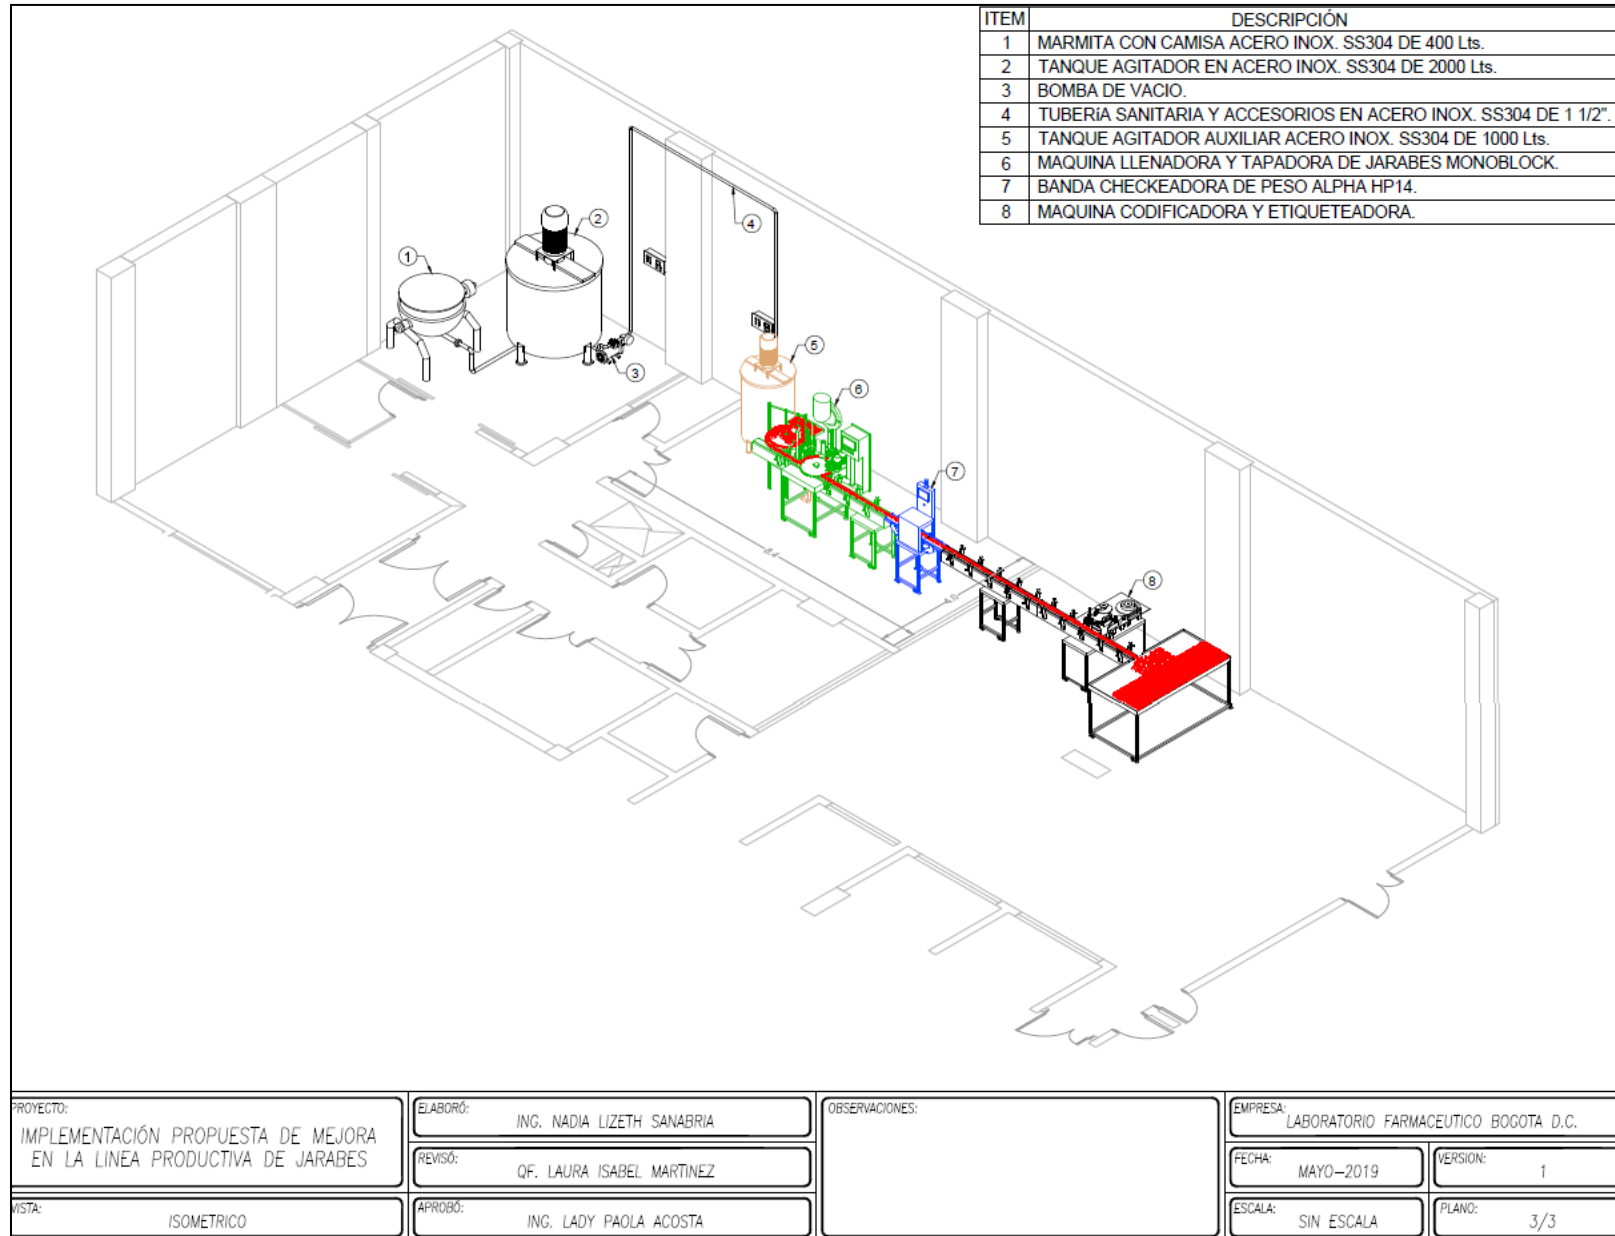 ITEM DESCRIPCIÓN
1 MARMITA CON CAMISA ACERO INOX. SS304 DE 400 Lts.
2 TANQUE AGITADOR EN ACERO INOX. SS304 DE 2000 Lts.
3 BOMBA DE VACIO.
4 TUBERíA SANITARIA Y ACCESORIOS EN ACERO INOX. SS304 DE 1 1/2".
5 TANQUE AGITADOR AUXILIAR ACERO INOX. SS304 DE 1000 Lts.
6 MAQUINA LLENADORA Y TAPADORA DE JARABES MONOBLOCK.
7 BANDA CHECKEADORA DE PESO ALPHA HP14.
8 MAQUINA CODIFICADORA Y ETIQUETEADORA.
1
2
3
4
5
6
7
8
PROYECTO:
IMPLEMENTACIÓN PROPUESTA DE MEJORA
EN LA LINEA PRODUCTIVA DE JARABES
VISTA:
ISOMETRICO
ELABORÓ:
ING. NADIA LIZETH SANABRIA
REVISÓ:
QF. LAURA ISABEL MARTINEZ
APROBÓ:
ING. LADY PAOLA ACOSTA
OBSERVACIONES:
EMPRESA:
LABORATORIO FARMACEUTICO BOGOTA D.C.
FECHA:
MAYO-2019
VERSION:
1
ESCALA:
SIN ESCALA
PLANO:
3/3